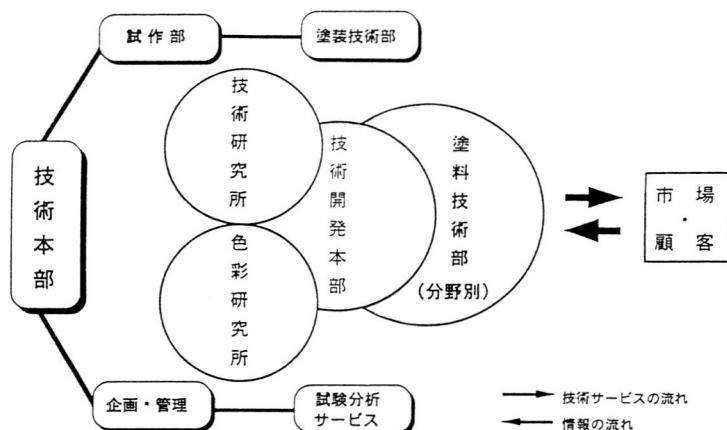 試作部
塗装技術部
技術本部
技術研究所
色彩研究所
技術開発本部
塗料技術部
(分野別)
市場
・
顧客
企画・管理
試験分析
サービス
技術サービスの流れ
情報の流れ